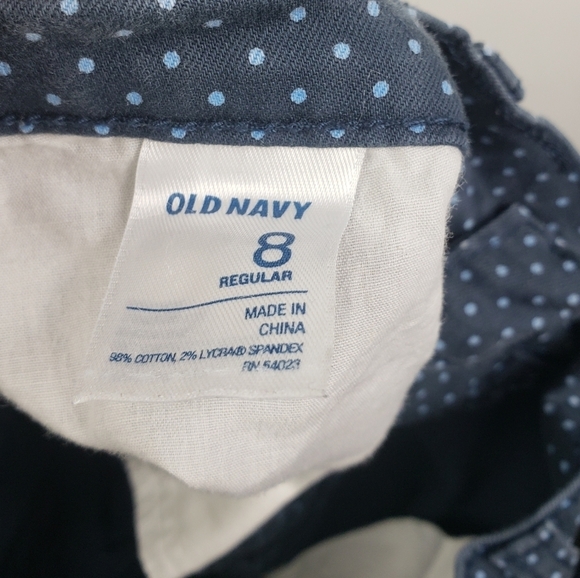 OLD NAVY
8
REGULAR
MADE IN
CHINA
98% COTTON, 2% LYCRA® SPANDEX
RN 54023